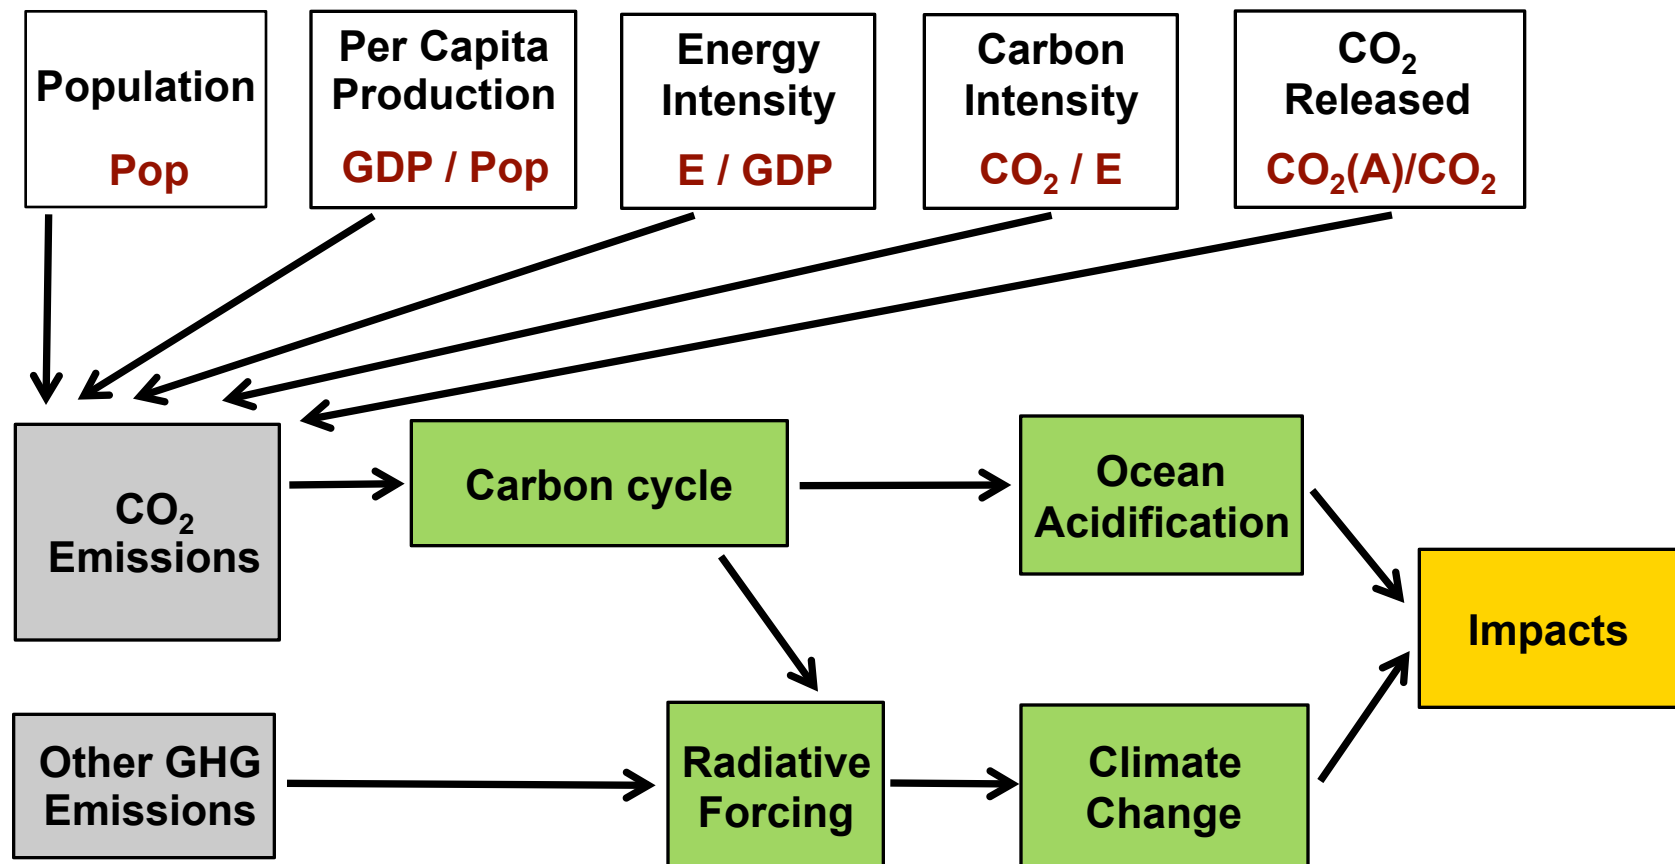 Population
Pop
Per Capita
Production
GDP / Pop
Energy
Intensity
E / GDP
Carbon
Intensity
CO₂ / E
CO₂
Released
CO₂(A)/CO₂
CO₂
Emissions
Carbon cycle
Ocean
Acidification
Impacts
Other GHG
Emissions
Radiative
Forcing
Climate
Change